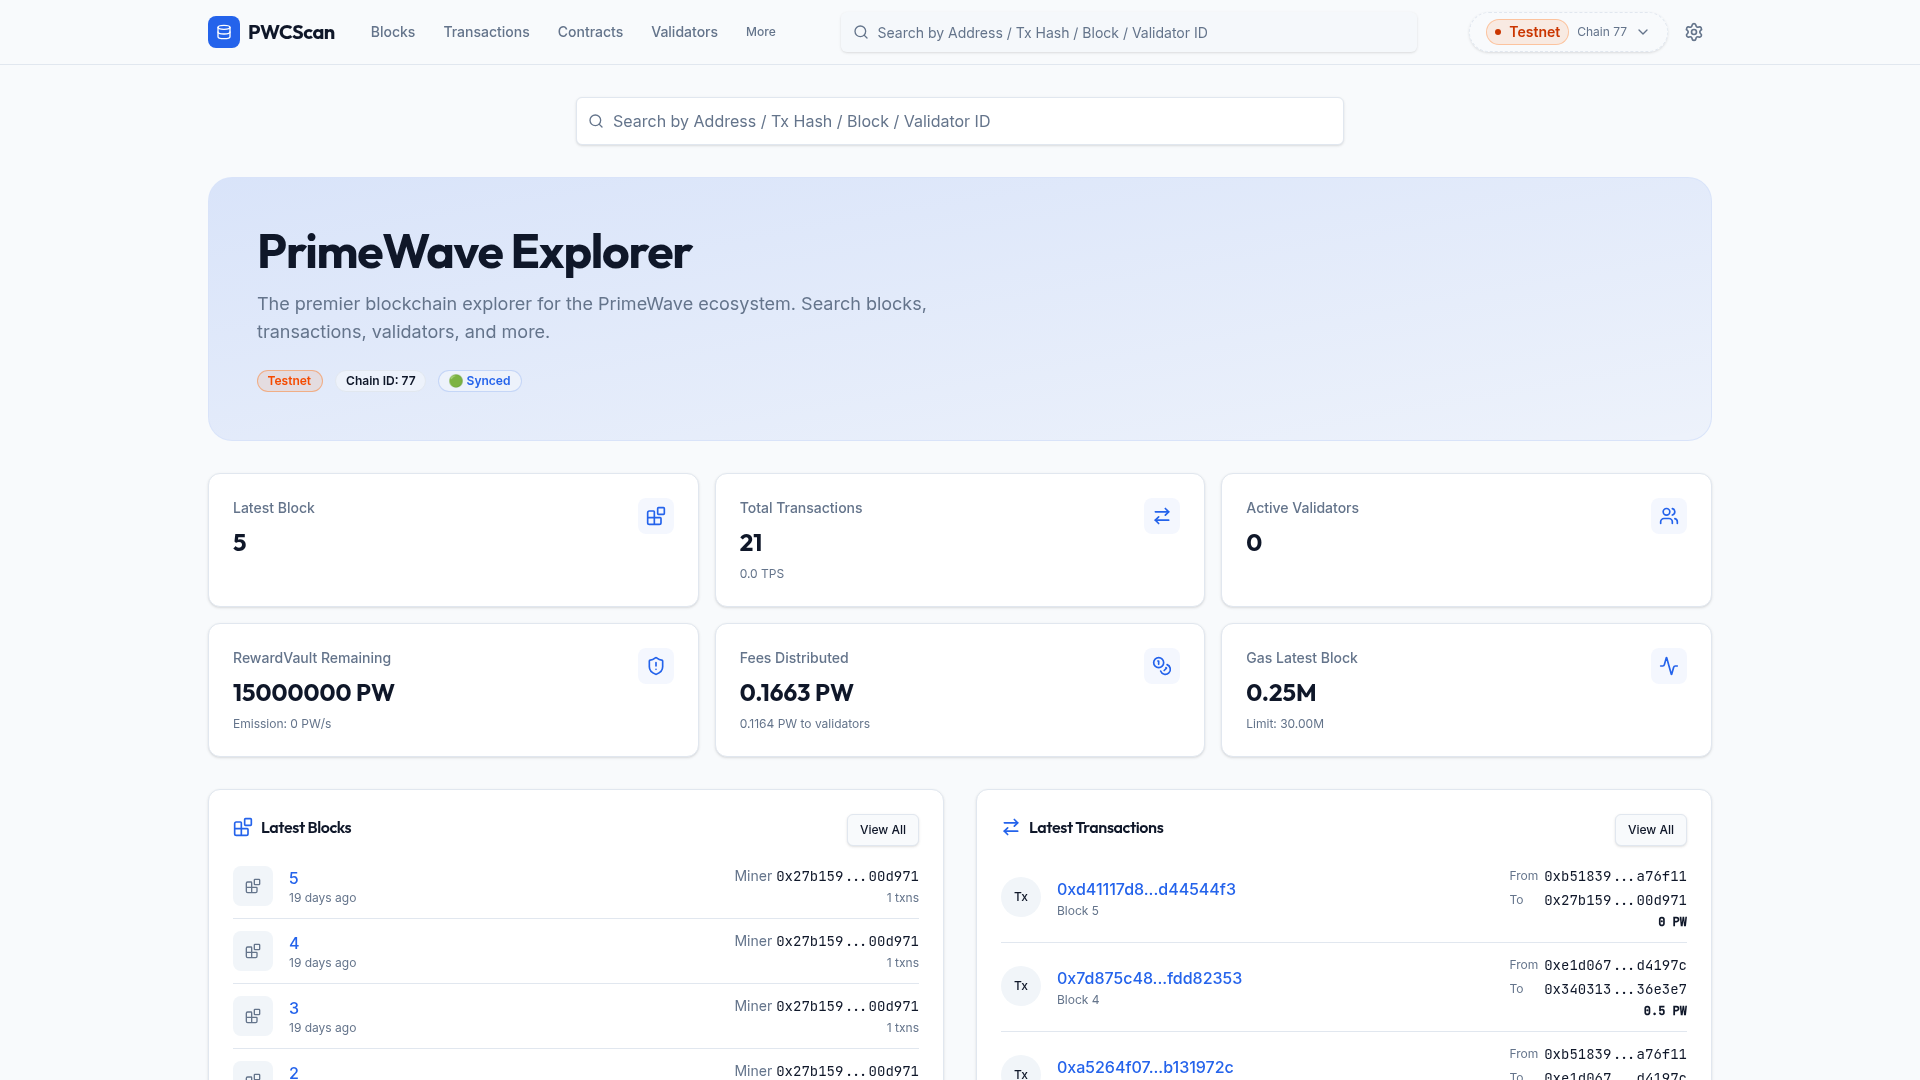 PWCScan
Blocks
Transactions
Contracts
Validators
More
Search by Address / Tx Hash / Block / Validator ID
Testnet
Chain 77
Search by Address / Tx Hash / Block / Validator ID
PrimeWave Explorer
The premier blockchain explorer for the PrimeWave ecosystem. Search blocks,
transactions, validators, and more.
Testnet
Chain ID: 77
Synced
Latest Block
5
Total Transactions
21
0.0 TPS
Active Validators
0
RewardVault Remaining
15000000 PW
Emission: 0 PW/s
Fees Distributed
0.1663 PW
0.1164 PW to validators
Gas Latest Block
0.25M
Limit: 30.00M
Latest Blocks
View All
5
19 days ago
Miner 0x27b159...00d971
1 txns
4
19 days ago
Miner 0x27b159...00d971
1 txns
3
19 days ago
Miner 0x27b159...00d971
1 txns
2
Miner 0x27b159...00d971
Latest Transactions
View All
Tx
0xd41117d8...d44544f3
Block 5
From 0xb51839...a76f11
To 0x27b159...00d971
0 PW
Tx
0x7d875c48...fdd82353
Block 4
From 0xe1d067...d4197c
To 0x340313...36e3e7
0.5 PW
Tx
0xa5264f07...b131972c
From 0xb51839...a76f11
To 0xe1d067...d4197c